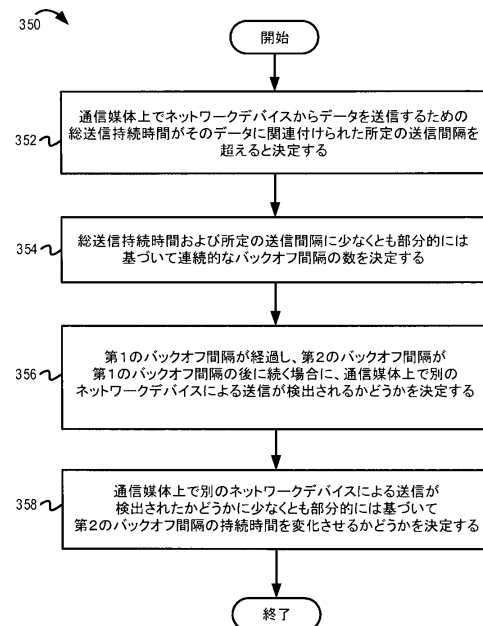 350
開始
通信媒体上でネットワークデバイスからデータを送信するための
総送信持続時間がそのデータに関連付けられた所定の送信間隔を
超えると決定する
352
総送信持続時間および所定の送信間隔に少なくとも部分的には
基づいて連続的なバックオフ間隔の数を決定する
354
第1のバックオフ間隔が経過し、第2のバックオフ間隔が
第1のバックオフ間隔の後に続く場合に、通信媒体上で別の
ネットワークデバイスによる送信が検出されるかどうかを決定する
356
通信媒体上で別のネットワークデバイスによる送信が
検出されたかどうかに少なくとも部分的には基づいて
第2のバックオフ間隔の持続時間を変化させるかどうかを決定する
358
終了